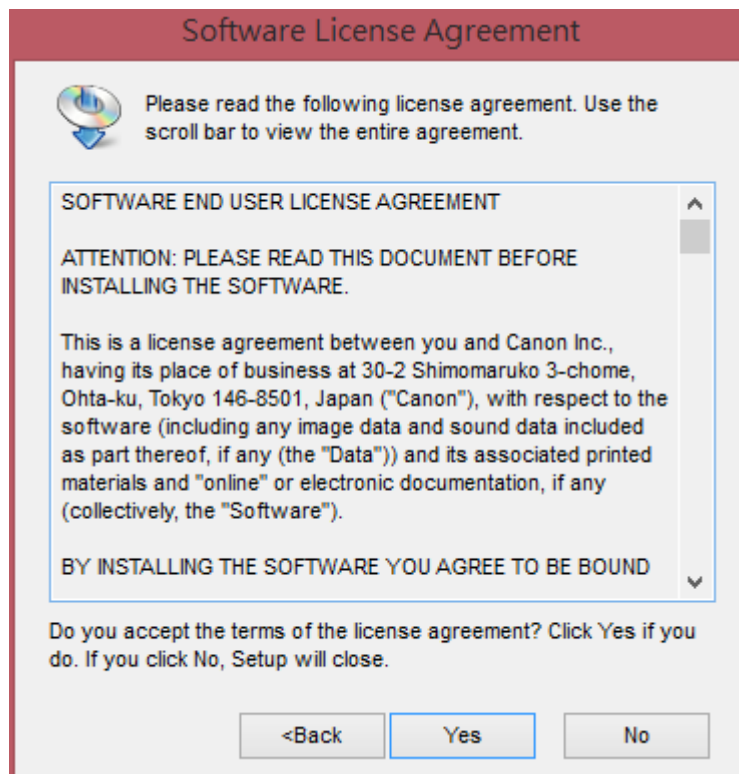 Software License Agreement
Please read the following license agreement. Use the
scroll bar to view the entire agreement.
SOFTWARE END USER LICENSE AGREEMENT
ATTENTION: PLEASE READ THIS DOCUMENT BEFORE
INSTALLING THE SOFTWARE.
This is a license agreement between you and Canon Inc.,
having its place of business at 30-2 Shimomaruko 3-chome,
Ohta-ku, Tokyo 146-8501, Japan ("Canon"), with respect to the
software (including any image data and sound data included
as part thereof, if any (the "Data")) and its associated printed
materials and "online" or electronic documentation, if any
(collectively, the "Software").
BY INSTALLING THE SOFTWARE YOU AGREE TO BE BOUND
Do you accept the terms of the license agreement? Click Yes if you
do. If you click No, Setup will close.
<Back
Yes
No